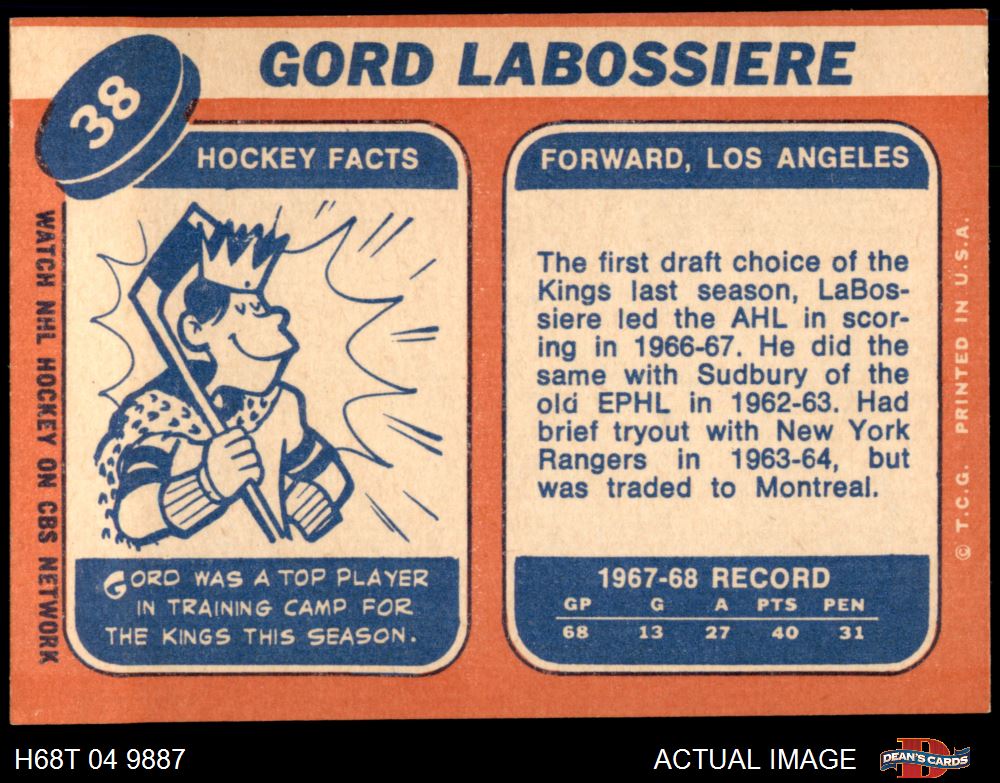 38
GORD LABOSSIERE
HOCKEY FACTS
GORD WAS A TOP PLAYER
IN TRAINING CAMP FOR
THE KINGS THIS SEASON.
WATCH NHL HOCKEY ON CBS NETWORK
FORWARD, LOS ANGELES
The first draft choice of the
Kings last season, LaBos-
siere led the AHL in scor-
ing in 1966-67. He did the
same with Sudbury of the
old EPHL in 1962-63. Had
brief tryout with New York
Rangers in 1963-64, but
was traded to Montreal.
1967-68 RECORD
GP G A PTS PEN
68 13 27 40 31
© T.C.G. PRINTED IN U.S.A.
H68T 04 9887
ACTUAL IMAGE
D
DEAN'S CARDS